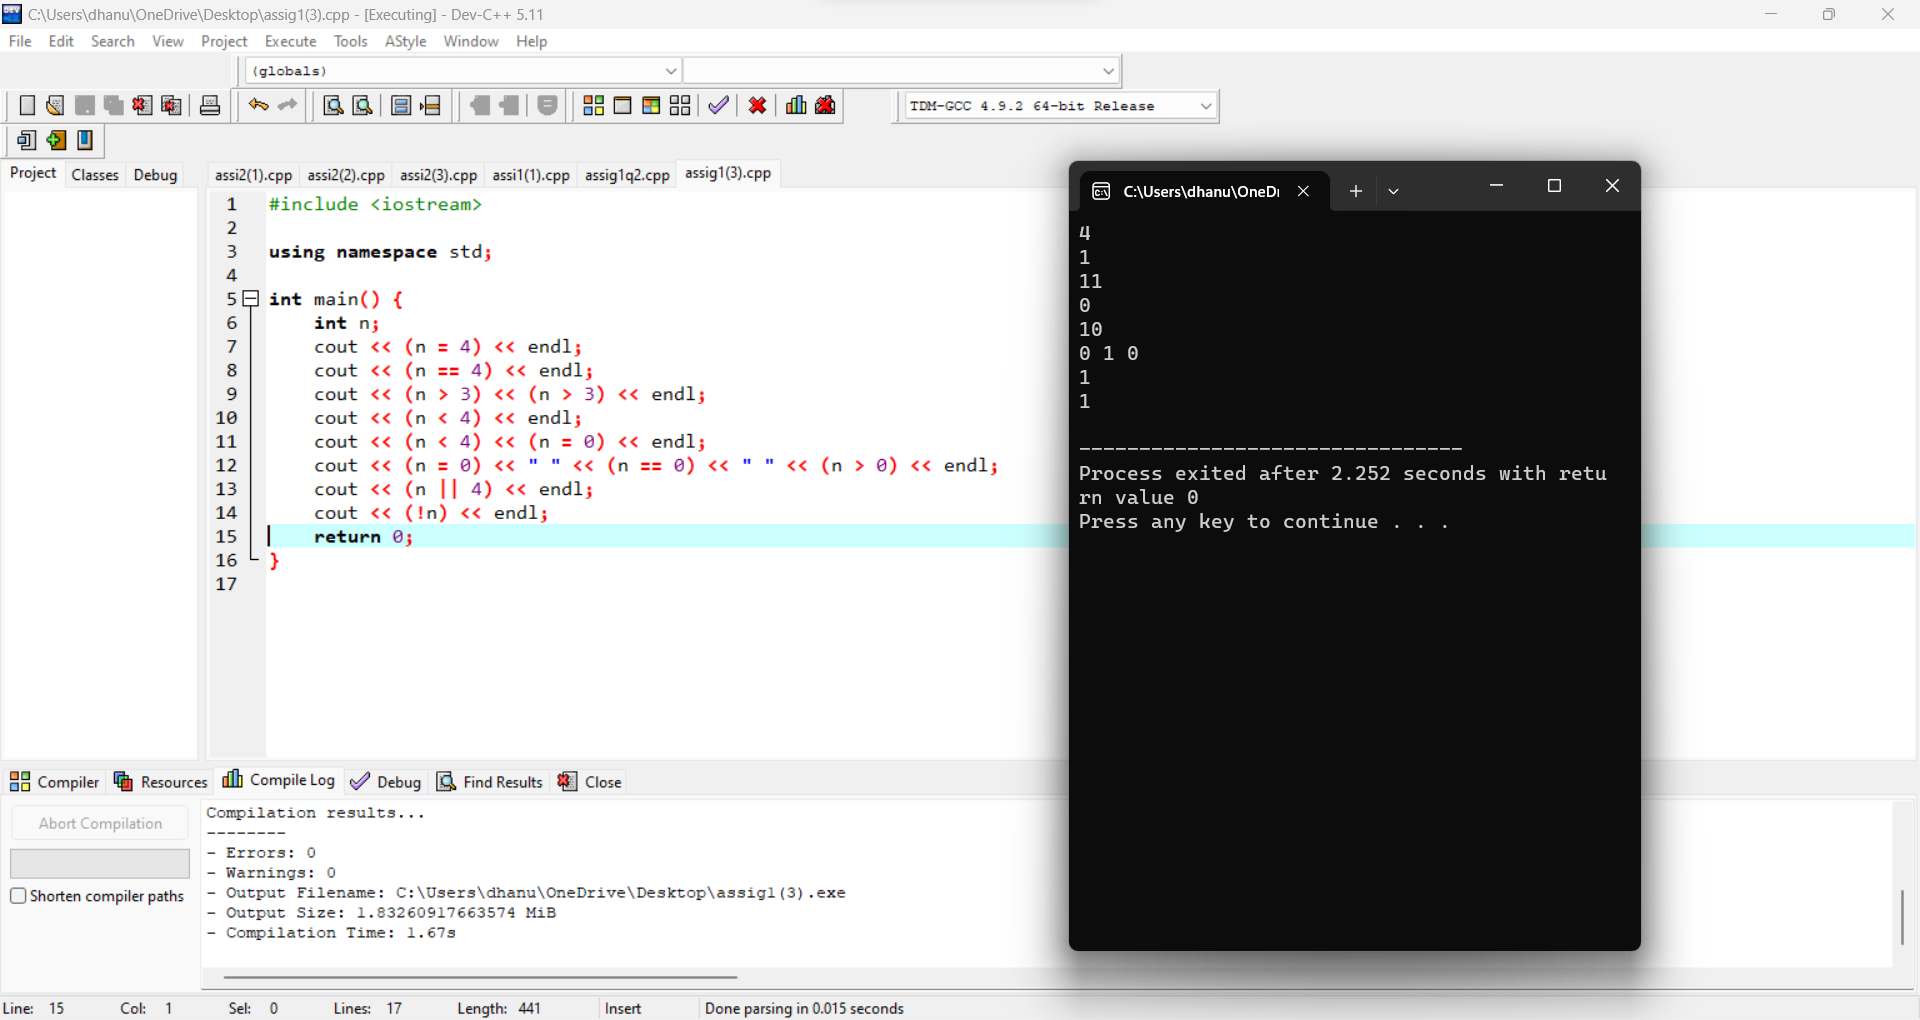 C:\Users\dhanu\OneDrive\Desktop\assig1(3).cpp - [Executing] - Dev-C++ 5.11
File Edit Search View Project Execute Tools AStyle Window Help
(globals)
TDM-GCC 4.9.2 64-bit Release
Project Classes Debug
assi2(1).cpp assi2(2).cpp assi2(3).cpp assi1(1).cpp assig1q2.cpp assig1(3).cpp
1 #include <iostream>
2
3 using namespace std;
4
5 int main() {
6     int n;
7     cout << (n = 4) << endl;
8     cout << (n == 4) << endl;
9     cout << (n > 3) << (n > 3) << endl;
10     cout << (n < 4) << endl;
11     cout << (n < 4) << (n = 0) << endl;
12     cout << (n = 0) << " " << (n == 0) << " " << (n > 0) << endl;
13     cout << (n || 4) << endl;
14     cout << (!n) << endl;
15     return 0;
16 }
17
C:\Users\dhanu\OneD
4
1
11
0
10
0 1 0
1
1
--------------------------------
Process exited after 2.252 seconds with retu
rn value 0
Press any key to continue . . .
Compiler Resources Compile Log Debug Find Results Close
Abort Compilation
Shorten compiler paths
Compilation results...
--------
- Errors: 0
- Warnings: 0
- Output Filename: C:\Users\dhanu\OneDrive\Desktop\assig1(3).exe
- Output Size: 1.83260917663574 MiB
- Compilation Time: 1.67s
Line: 15 Col: 1 Sel: 0 Lines: 17 Length: 441 Insert Done parsing in 0.015 seconds